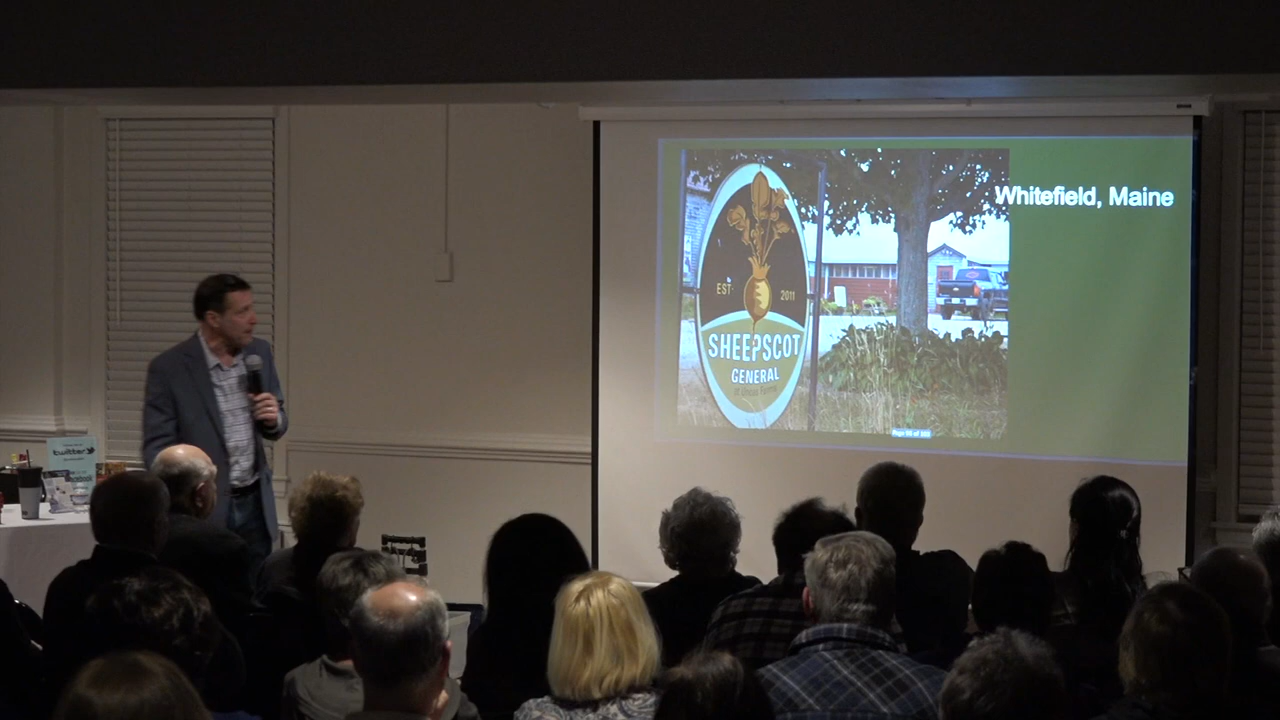 Whitefield, Maine
EST.
2011
SHEEPSCOT
GENERAL
twitter